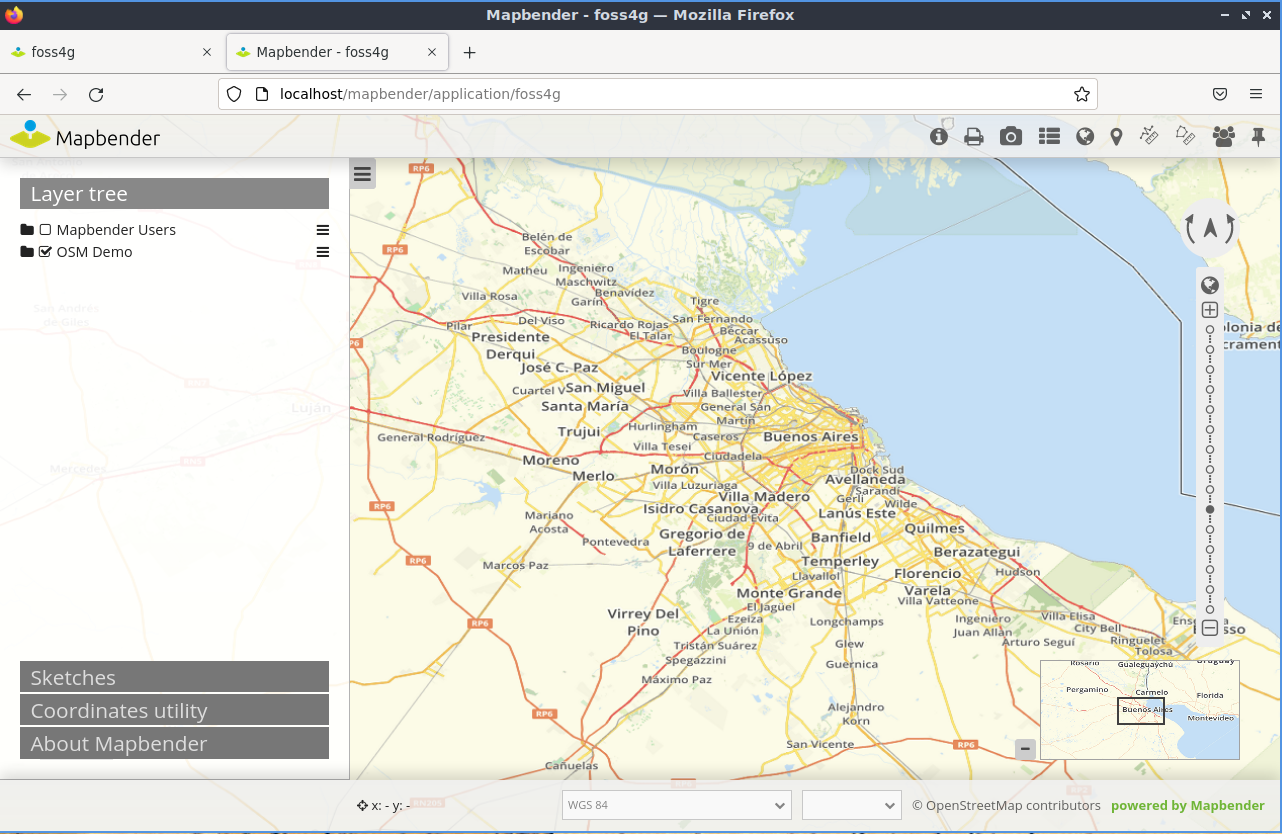 Mapbender - foss4g — Mozilla Firefox
foss4g
Mapbender - foss4g
localhost/mapbender/application/foss4g
Mapbender
Layer tree
Mapbender Users
OSM Demo
San Andrés
de Giles
Luján
Mercedes
RP6
RP6
Belén de
Escobar
Matheu
Ingeniero
Maschwitz
Benavídez
Villa Rosa
Garín
Tigre
Pilar
Del Viso
Ricardo Rojas
San Fernando
El Talar
Béccar
Acassuso
Presidente
Derqui
Boulogne
Sur Mer
José C. Paz
Vicente López
Cuartel V
San Miguel
Villa Ballester
Santa María
General San
Martín
Trujui
Hurlingham
Caseros
Buenos Aires
General Rodríguez
Villa Tesei
Ciudadela
Moreno
Merlo
Morón
Dock Sud
Avellaneda
Villa Luzuriaga
Villa Madero
Gerli
Sarandí
Wilde
RP6
Isidro Casanova
Ciudad Evita
Lanús Este
Mariano
Acosta
Gregorio de
Laferrere
Quilmes
Pontevedra
9 de Abril
Banfield
Berazategui
RP6
Marcos Paz
Temperley
Llavallol
Florencio
Varela
Hudson
Monte Grande
Villa Vatteone
Virrey Del
Pino
El Jagüel
Ezeiza
La Unión
Longchamps
Ingeniero
Juan Allan
Villa Elisa
City Bell
RP6
Tristán Suárez
Spegazzini
Glew
Guernica
Arturo Seguí
Ringuelet
Tolosa
Máximo Paz
Alejandro
Korn
RP6
San Vicente
RP6
Cañuelas
Rosario
Gualeguaychú
Uruguay
Pergamino
Carmelo
Florida
Buenos Aires
Montevideo
Sketches
Coordinates utility
About Mapbender
x: - y: -
WGS 84
© OpenStreetMap contributors
powered by Mapbender